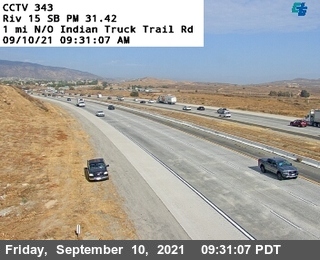 CCTV 343
Riv 15 SB PM 31.42
1 mi N/O Indian Truck Trail Rd
09/10/21 09:31:07 AM
Friday, September 10, 2021 09:31:07 PDT